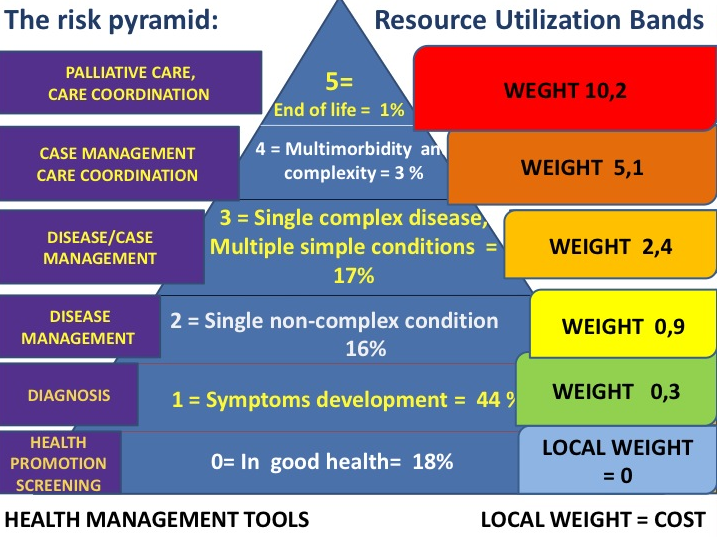 The risk pyramid:
Resource Utilization Bands
PALLIATIVE CARE,
CARE COORDINATION
5=
End of life = 1%
WEGHT 10,2
CASE MANAGEMENT
CARE COORDINATION
4 = Multimorbidity an
complexity = 3 %
WEIGHT 5,1
DISEASE/CASE
MANAGEMENT
3 = Single complex disease,
Multiple simple conditions =
17%
WEIGHT 2,4
DISEASE
MANAGEMENT
2 = Single non-complex condition
16%
WEIGHT 0,9
DIAGNOSIS
1 = Symptoms development = 44 %
WEIGHT 0,3
HEALTH
PROMOTION
SCREENING
0= In good health= 18%
LOCAL WEIGHT
= 0
HEALTH MANAGEMENT TOOLS
LOCAL WEIGHT = COST